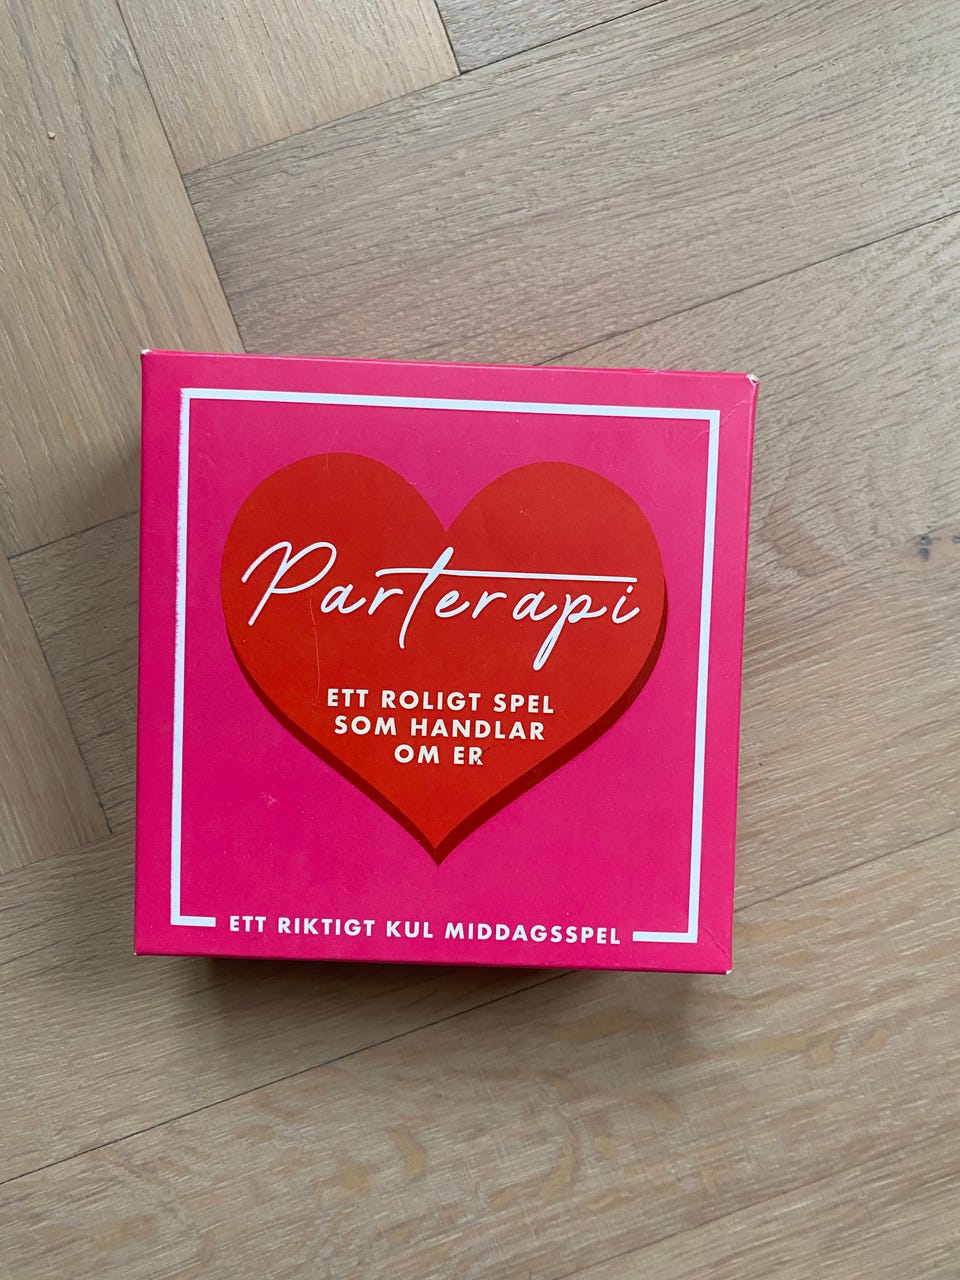 Parterapi
ETT ROLIGT SPEL
SOM HANDLAR
OM ER
ETT RIKTIGT KUL MIDDAGSSPEL